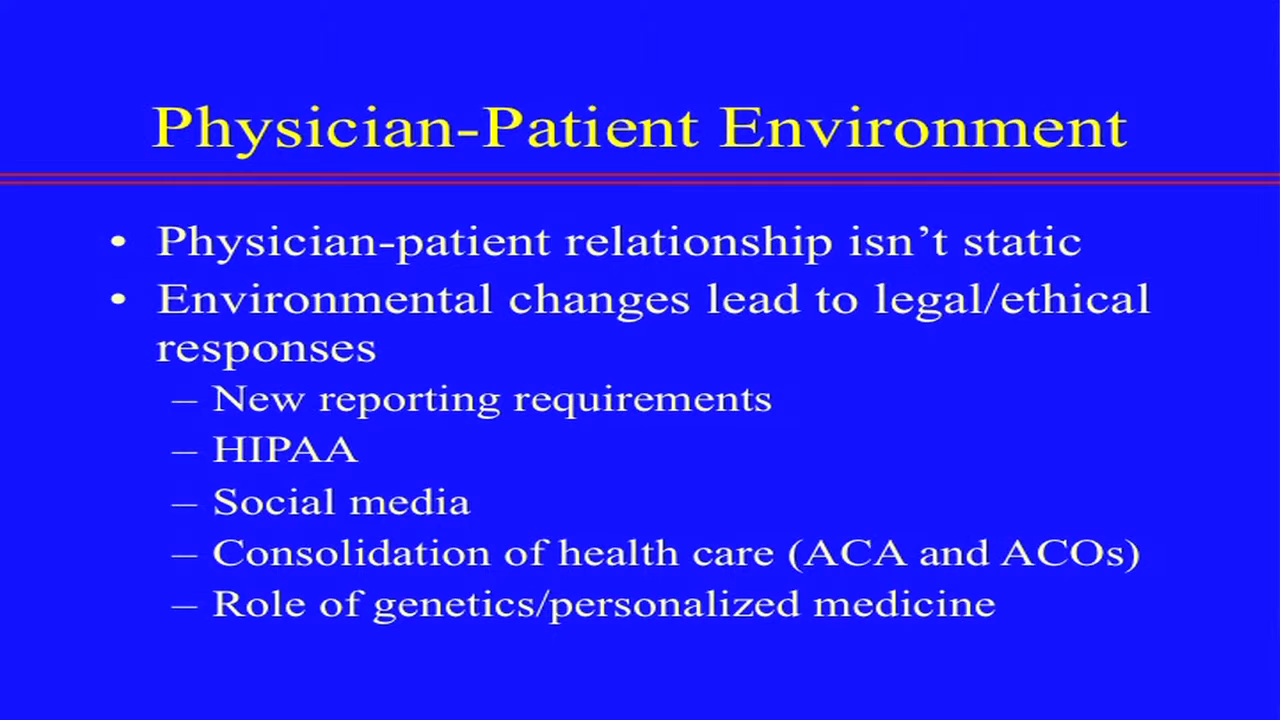 Physician-Patient Environment
• Physician-patient relationship isn’t static
• Environmental changes lead to legal/ethical
responses
– New reporting requirements
– HIPAA
– Social media
– Consolidation of health care (ACA and ACOs)
– Role of genetics/personalized medicine